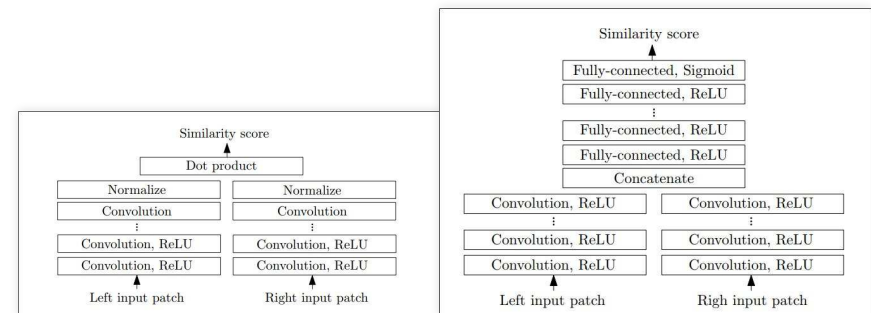 Similarity score
Dot product
Normalize Normalize
Convolution Convolution
⋮ ⋮
Convolution, ReLU Convolution, ReLU
Convolution, ReLU Convolution, ReLU
Left input patch Right input patch
Similarity score
Fully-connected, Sigmoid
Fully-connected, ReLU
⋮
Fully-connected, ReLU
Fully-connected, ReLU
Concatenate
Convolution, ReLU Convolution, ReLU
⋮ ⋮
Convolution, ReLU Convolution, ReLU
Convolution, ReLU Convolution, ReLU
Left input patch Righ input patch